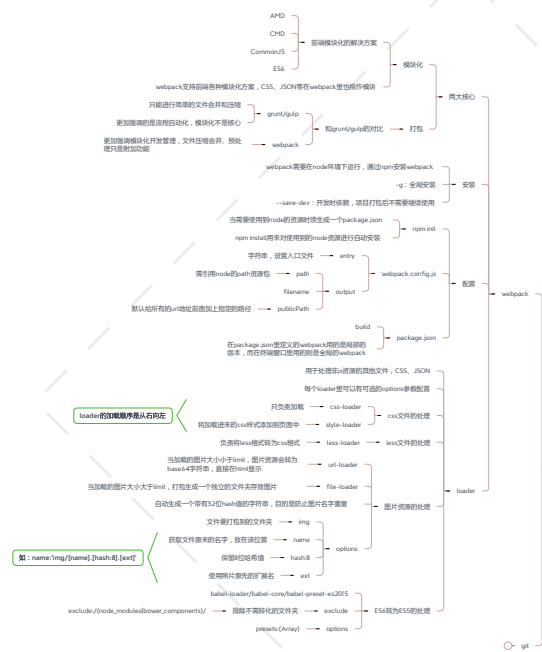 AMD
CMD
CommonJS
ES6
前端模块化的解决方案
webpack支持前端各种模块化方案，CSS、JSON等在webpack里也操作模块
模块化
只能进行简单的文件合并和压缩
更加强调的是流程自动化，模块化不是核心
grunt/gulp
更加强调模块化开发管理，文件压缩合并、预处
理只是附加功能
webpack
和grunt/gulp的对比
打包
两大核心
webpack需要在node环境下运行，通过npm安装webpack
-g：全局安装
--save-dev：开发时依赖，项目打包后不需要继续使用
安装
当需要使用到node的资源时须生成一个package.json
npm install用来对使用到的node资源进行自动安装
npm init
字符串，设置入口文件
entry
需引用node的path资源包
path
filename
默认给所有的url地址前面加上指定的路径
publicPath
output
webpack.config.js
build
在package.json里定义的webpack用的是局部的
版本，而在终端窗口里用的则是全局的webpack
package.json
配置
webpack
用于处理非js资源的其他文件，CSS、JSON
每个loader里可以有可选的options参数配置
loader的加载顺序是从右向左
只负责加载
css-loader
将加载进来的css样式添加到页面中
style-loader
css文件的处理
负责将less格式转为css格式
less-loader
less文件的处理
当加载的图片大小小于limit，图片资源会转为
base64字符串，直接在html显示
url-loader
当加载的图片大小大于limit，打包生成一个独立的文件夹存放图片
file-loader
自动生成一个带有32位hash值的字符串，目的是防止图片名字重复
文件要打包到的文件夹
img
获取文件原来的名字，放在该位置
name
保留8位哈希值
hash:8
使用照片原先的扩展名
ext
options
如：name:'img/[name].[hash:8].[ext]'
图片资源的处理
loader
babel-loader/babel-core/babel-preset-es2015
exclude:/(node_modules|bower_components)/
排除不需转化的文件夹
exclude
presets:(Array)
options
ES6转为ES5的处理
git